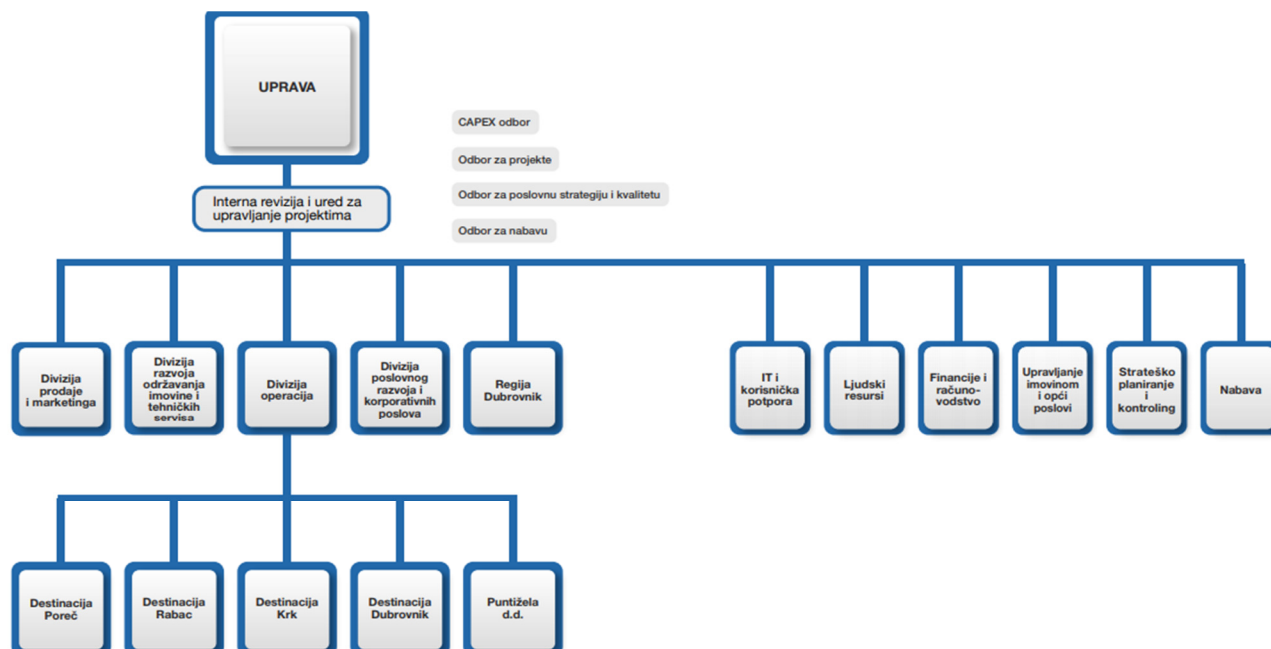 UPRAVA
CAPEX odbor
Odbor za projekte
Interna revizija i ured za
upravljanje projektima
Odbor za poslovnu strategiju i kvalitetu
Odbor za nabavu
Divizija
prodaje
i marketinga
Divizija
razvoja
održavanja
imovine i
tehničkih
servisa
Divizija
operacija
Divizija
poslovnog
razvoja i
korporativnih
poslova
Regija
Dubrovnik
IT i
korisnička
potpora
Ljudski
resursi
Financije i
računo-
vodstvo
Upravljanje
imovinom
i opći
poslovi
Strateško
planiranje
i
kontroling
Nabava
Destinacija
Poreč
Destinacija
Rabac
Destinacija
Krk
Destinacija
Dubrovnik
Puntižela
d.d.